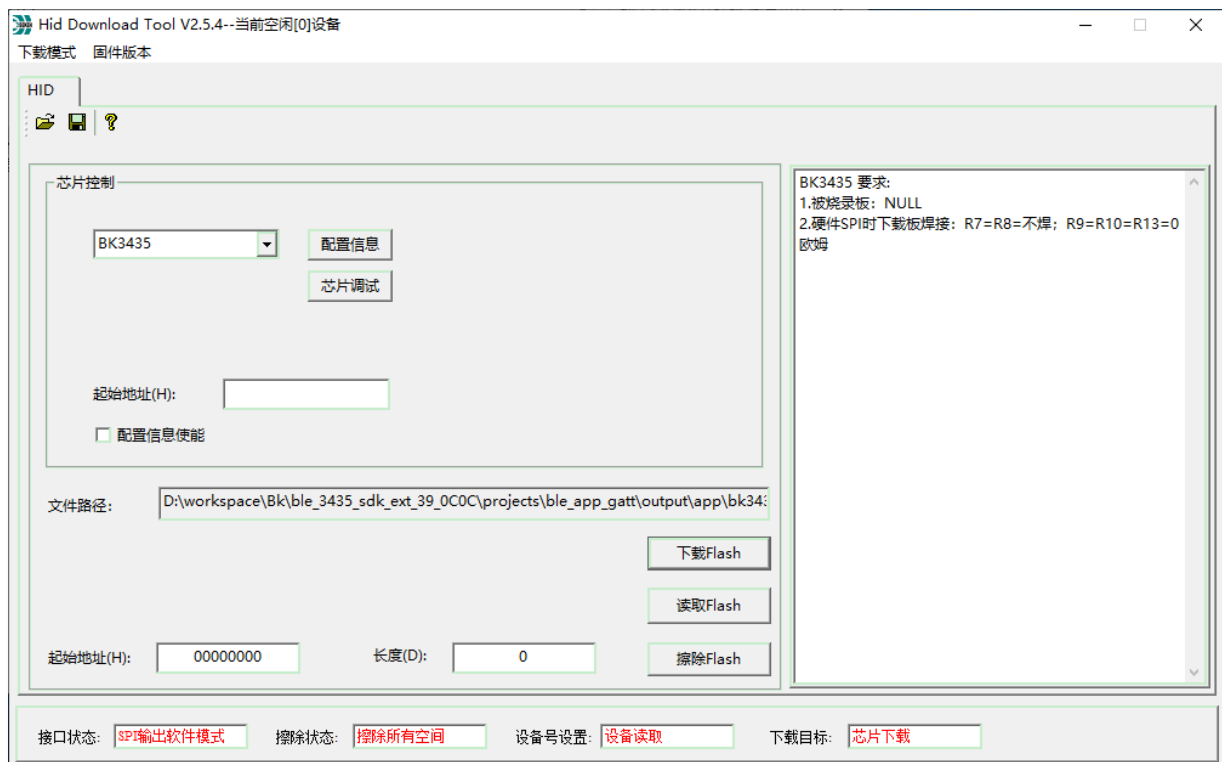 Hid Download Tool V2.5.4--当前空闲[0]设备
下载模式 固件版本
HID
芯片控制
BK3435
配置信息
芯片调试
起始地址(H):
配置信息使能
文件路径: D:\workspace\Bk\ble_3435_sdk_ext_39_0C0C\projects\ble_app_gatt\output\app\bk343
下载Flash
读取Flash
起始地址(H): 00000000 长度(D): 0 擦除Flash
BK3435 要求:
1.被烧录板：NULL
2.硬件SPI时下载板焊接：R7=R8=不焊；R9=R10=R13=0
欧姆
接口状态: SPI输出软件模式 擦除状态: 擦除所有空间 设备号设置: 设备读取 下载目标: 芯片下载